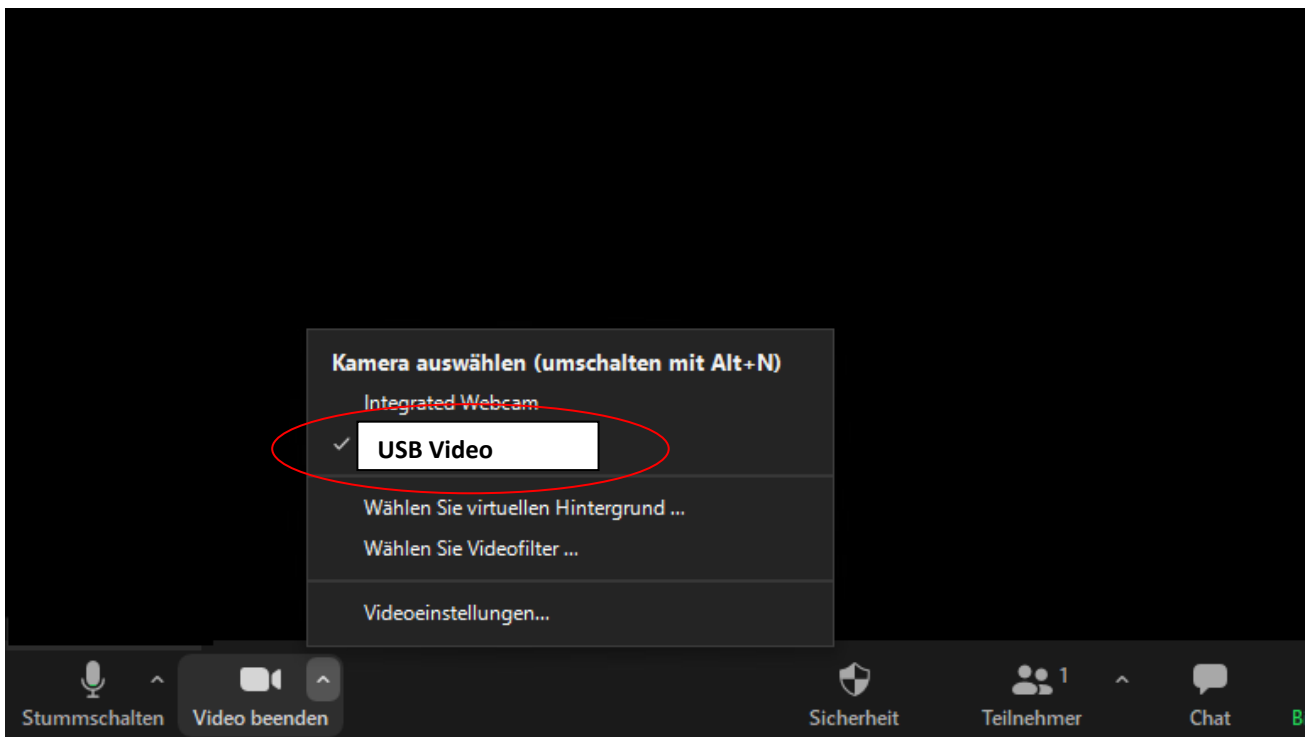 Kamera auswählen (umschalten mit Alt+N)
Integrated Webcam
USB Video
Wählen Sie virtuellen Hintergrund ...
Wählen Sie Videofilter ...
Videoeinstellungen...
1
Stummschalten Video beenden Sicherheit Teilnehmer Chat